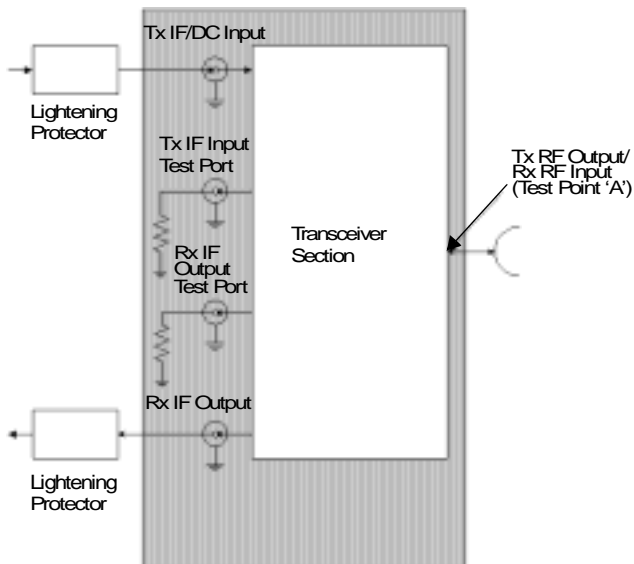 Tx IF/DC Input
Lightening
Protector
Tx IF Input
Test Port
Tx RF Output/
Rx RF Input
(Test Point 'A')
Transceiver
Section
Rx IF
Output
Test Port
Rx IF Output
Lightening
Protector